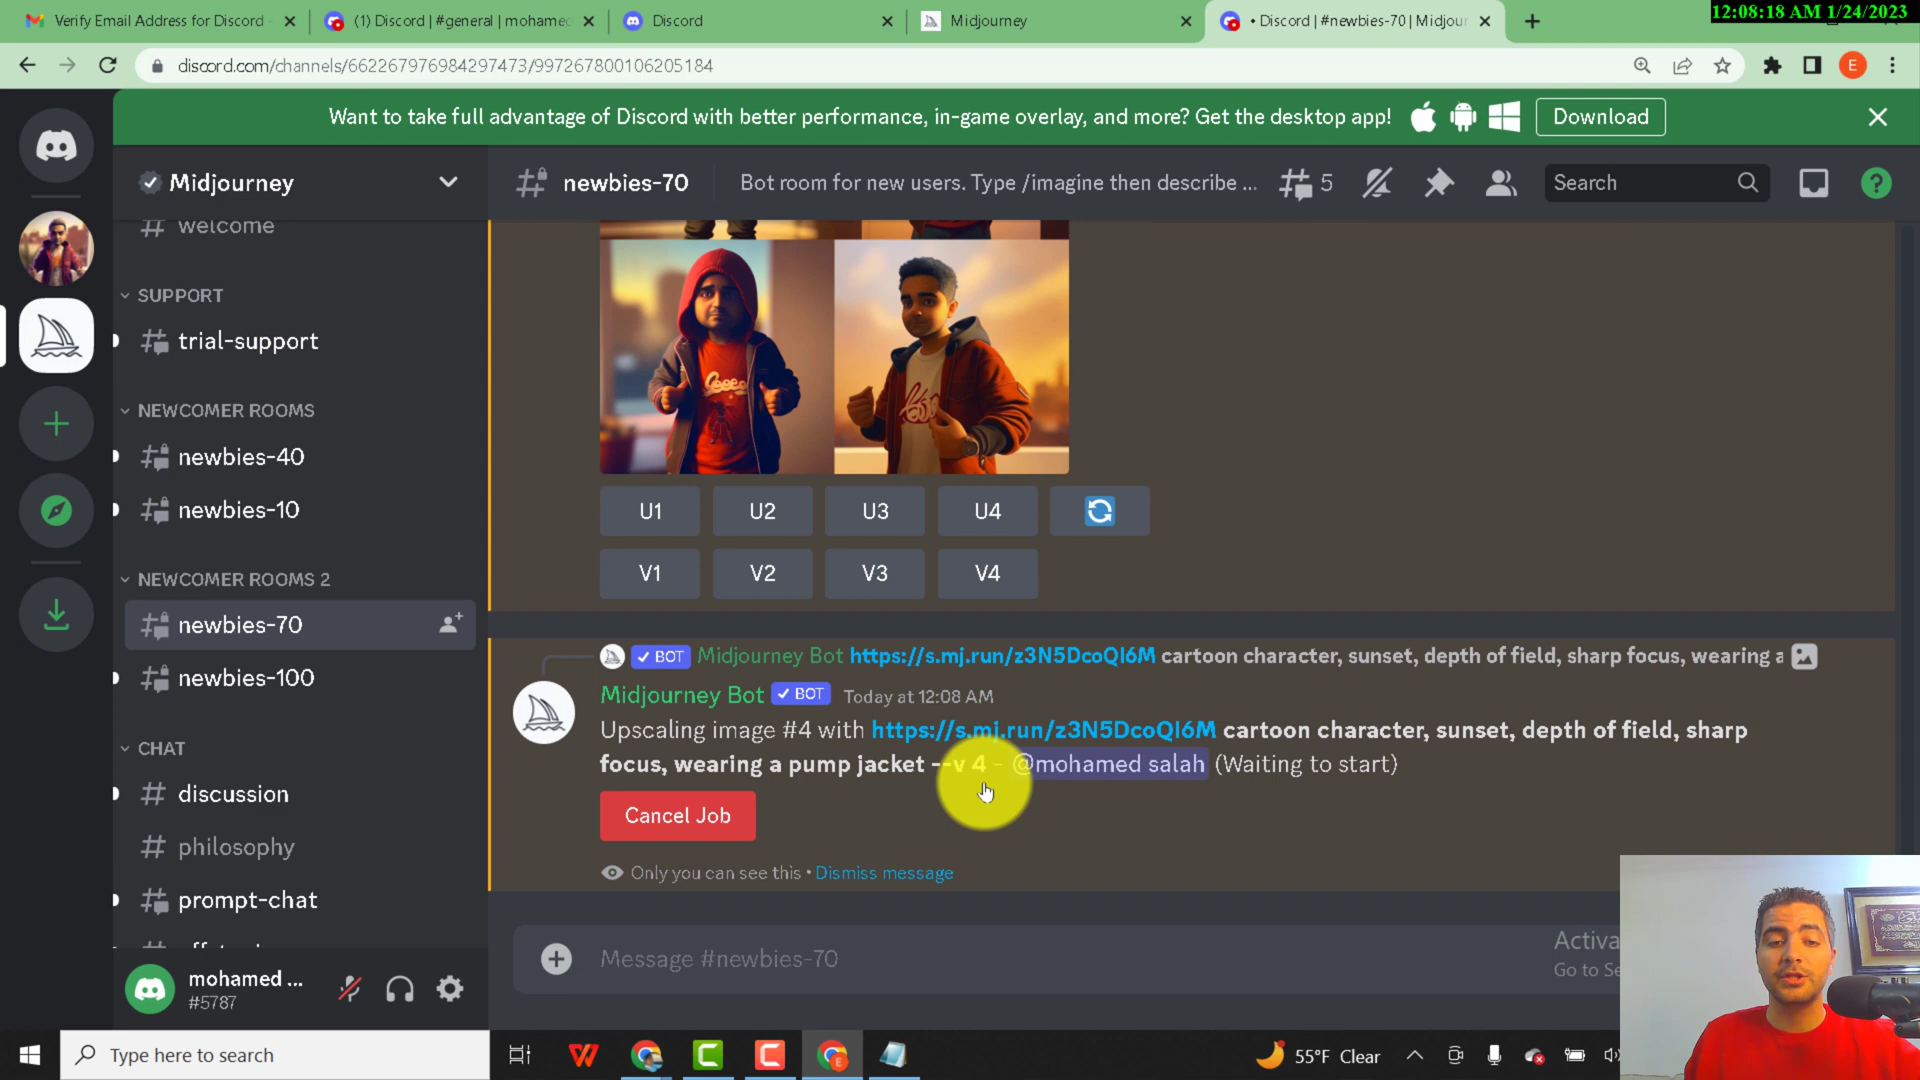 12:08:18 AM 1/24/2023
Verify Email Address for Discord
(1) Discord | #general | mohamed
Discord
Midjourney
• Discord | #newbies-70 | Midjour
discord.com/channels/662267976984297473/997267800106205184
E
Want to take full advantage of Discord with better performance, in-game overlay, and more? Get the desktop app!
Download
Midjourney
newbies-70
Bot room for new users. Type /imagine then describe ...
5
Search
welcome
SUPPORT
trial-support
NEWCOMER ROOMS
newbies-40
newbies-10
NEWCOMER ROOMS 2
newbies-70
newbies-100
CHAT
discussion
philosophy
prompt-chat
U1 U2 U3 U4
V1 V2 V3 V4
BOT Midjourney Bot https://s.mj.run/z3N5DcoQI6M cartoon character, sunset, depth of field, sharp focus, wearing a
Midjourney Bot BOT Today at 12:08 AM
Upscaling image #4 with https://s.mj.run/z3N5DcoQI6M cartoon character, sunset, depth of field, sharp
focus, wearing a pump jacket --v 4 - @mohamed salah (Waiting to start)
Cancel Job
Only you can see this • Dismiss message
Message #newbies-70
Activa
Go to Se
mohamed ...
#5787
Type here to search
55°F Clear